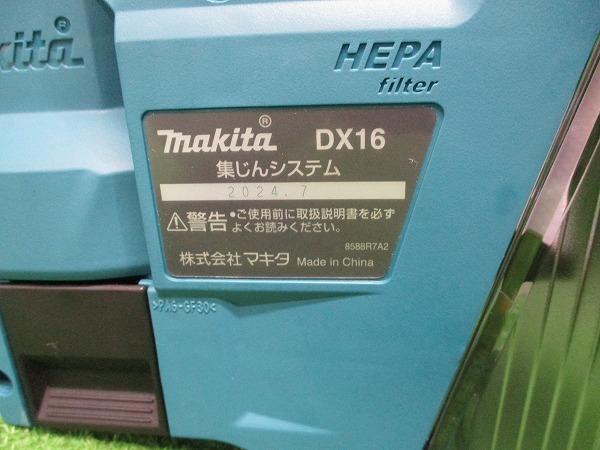 kita
HEPA
filter
makita® DX16
集じんシステム
2024.7
⚠警告 •ご使用前に取扱説明書を必ず
よくお読みください。
8588R7A2
株式会社マキタ Made in China
>PA6-GF30<